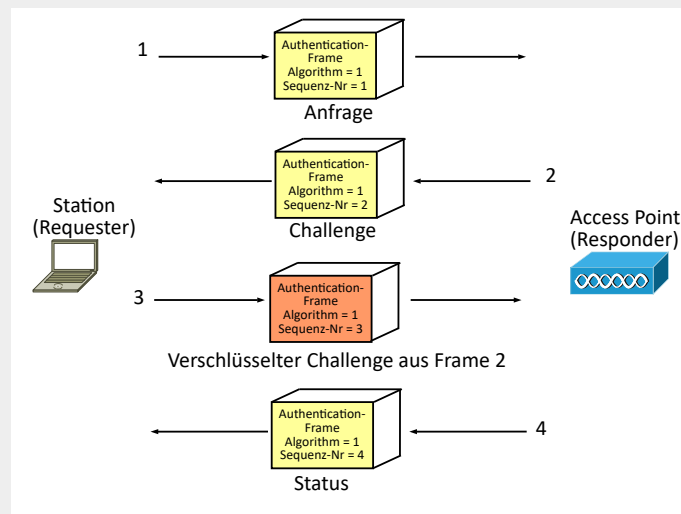 1
Authentication-
Frame
Algorithm = 1
Sequenz-Nr = 1
Anfrage
Authentication-
Frame
Algorithm = 1
Sequenz-Nr = 2
2
Challenge
Station
(Requester)
Access Point
(Responder)
3
Authentication-
Frame
Algorithm = 1
Sequenz-Nr = 3
Verschlüsselter Challenge aus Frame 2
Authentication-
Frame
Algorithm = 1
Sequenz-Nr = 4
4
Status